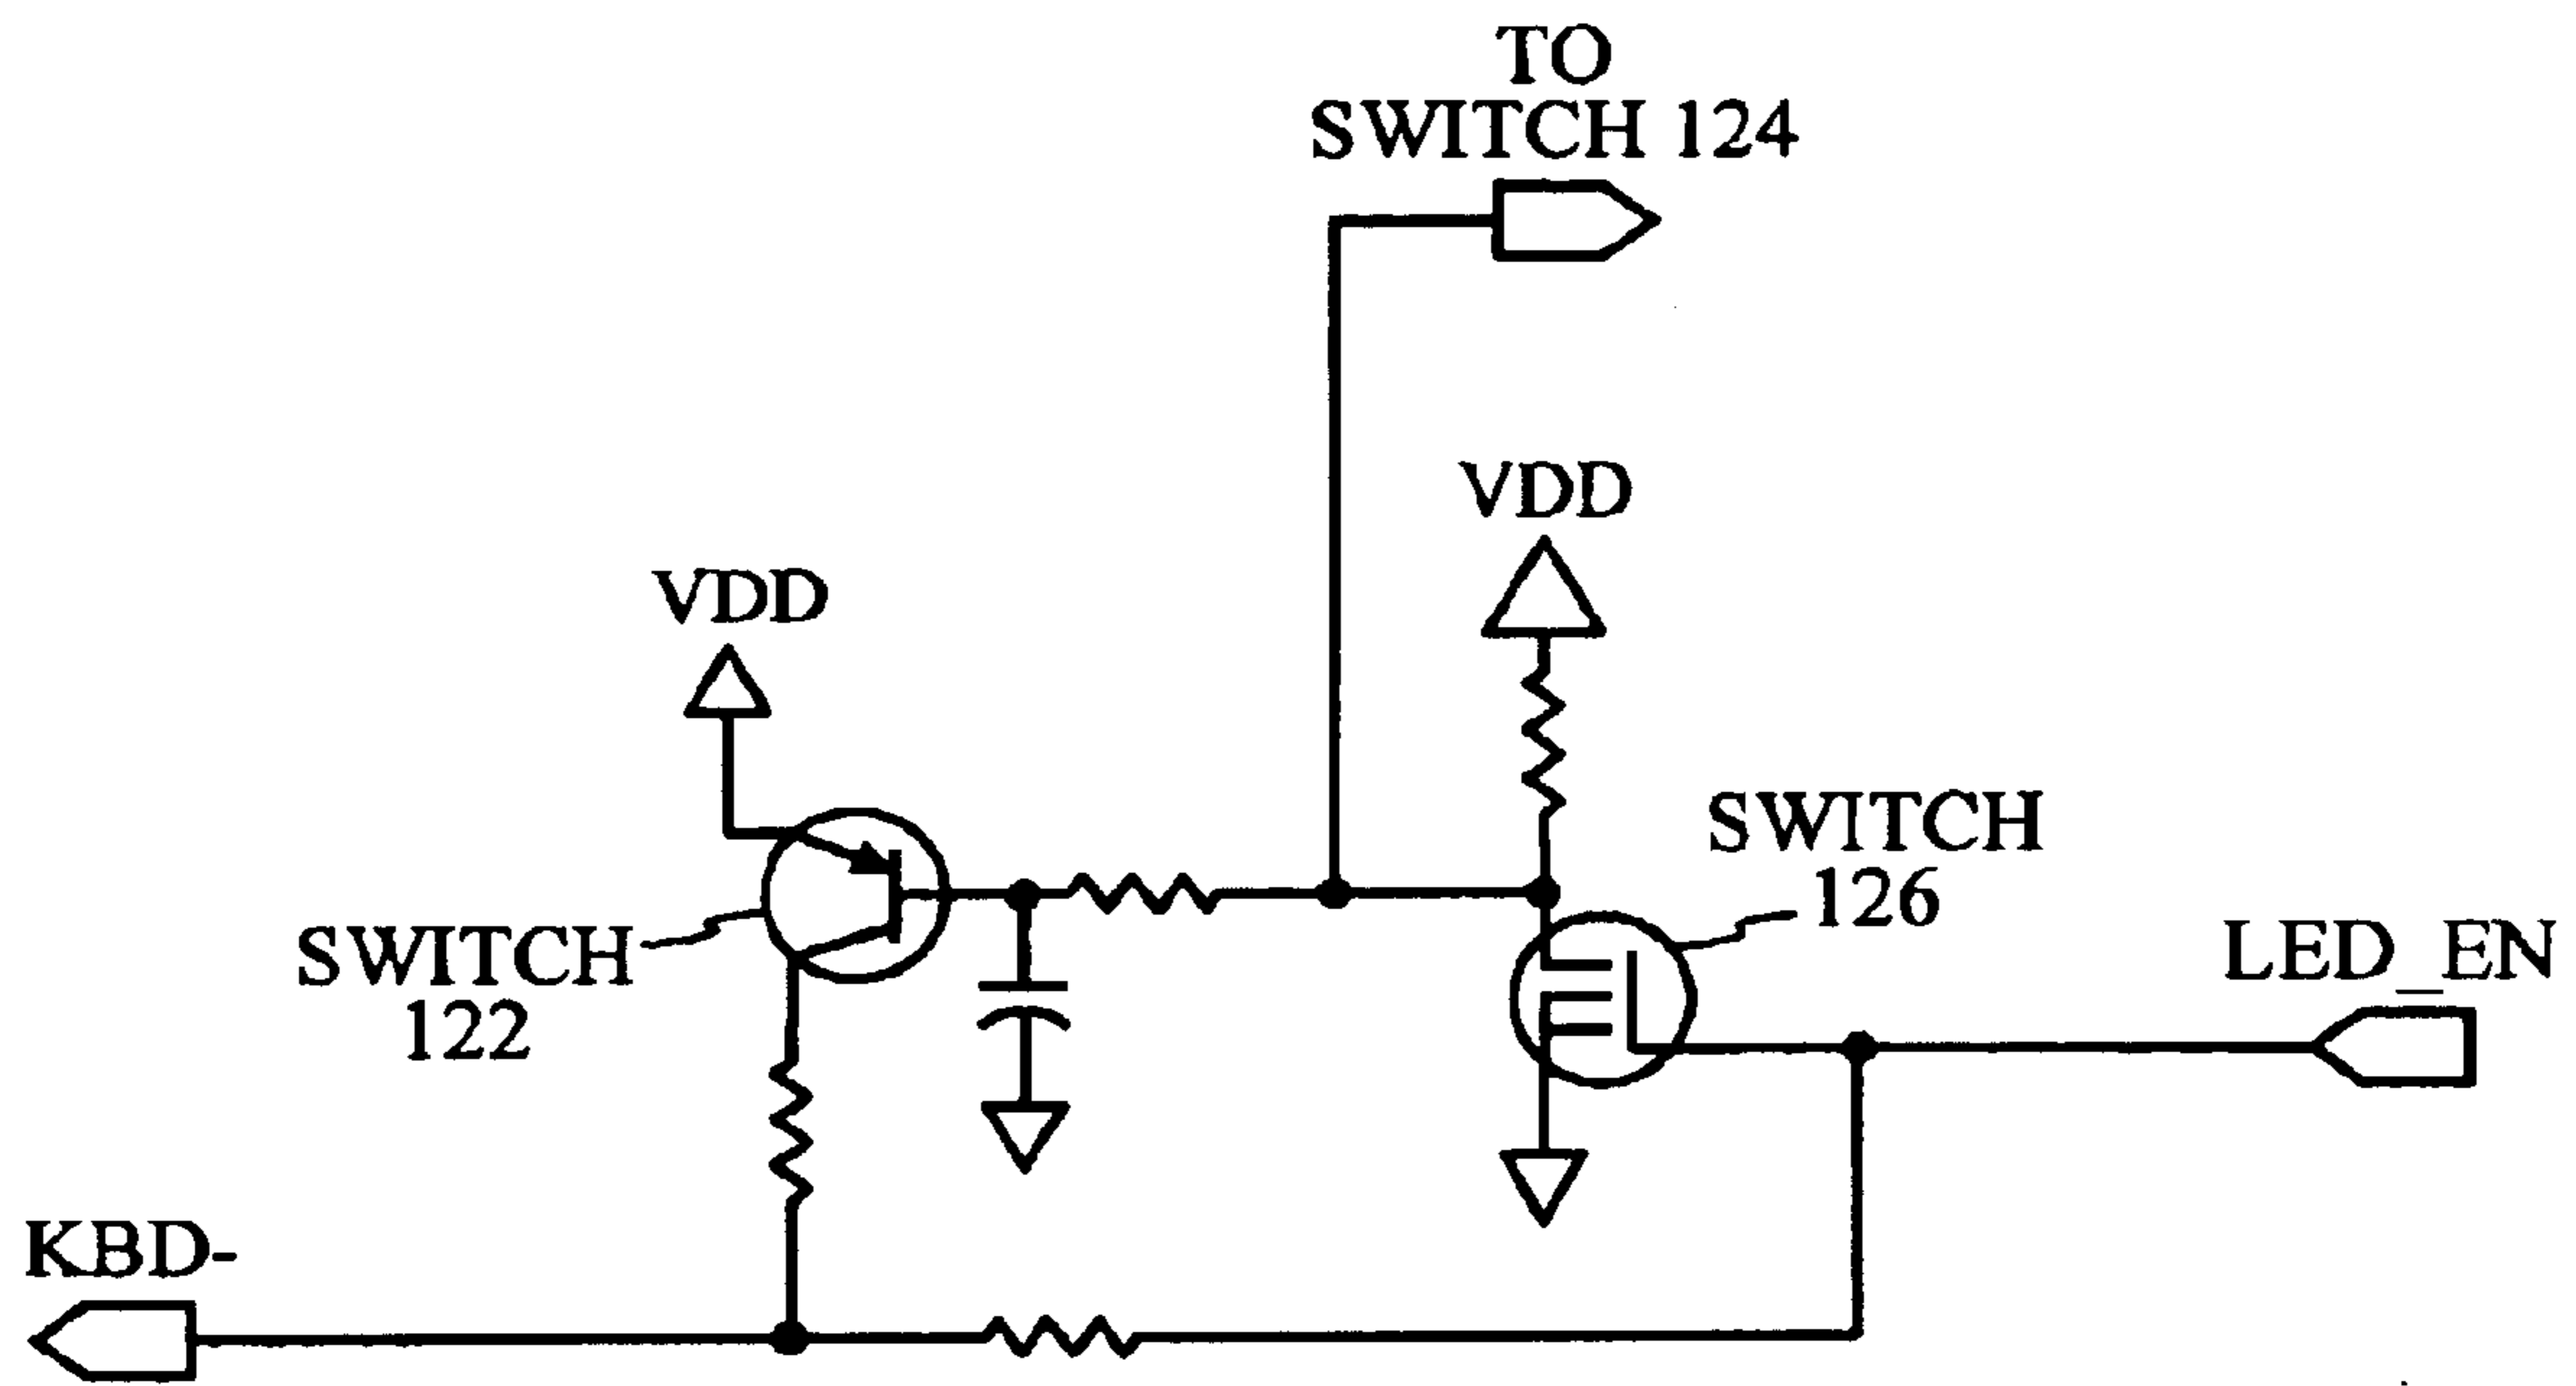 TO
SWITCH 124
VDD
VDD
SWITCH
126
SWITCH
122
LED_EN
KBD-